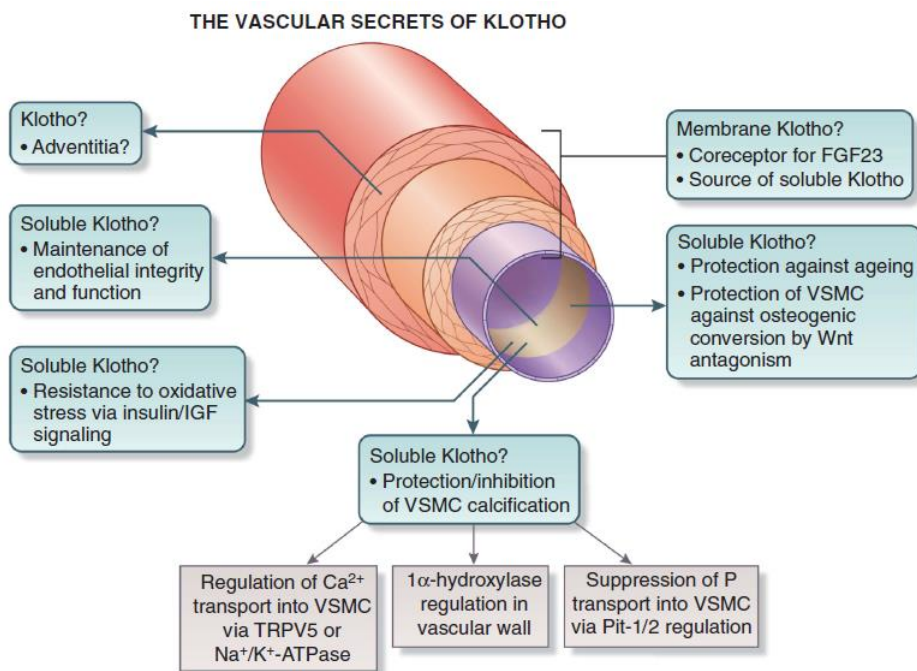 THE VASCULAR SECRETS OF KLOTHO
Klotho?
• Adventitia?
Soluble Klotho?
• Maintenance of
endothelial integrity
and function
Soluble Klotho?
• Resistance to oxidative
stress via insulin/IGF
signaling
Membrane Klotho?
• Coreceptor for FGF23
• Source of soluble Klotho
Soluble Klotho?
• Protection against ageing
• Protection of VSMC
against osteogenic
conversion by Wnt
antagonism
Soluble Klotho?
• Protection/inhibition
of VSMC calcification
Regulation of Ca²⁺
transport into VSMC
via TRPV5 or
Na⁺/K⁺-ATPase
1α-hydroxylase
regulation in
vascular wall
Suppression of P
transport into VSMC
via Pit-1/2 regulation